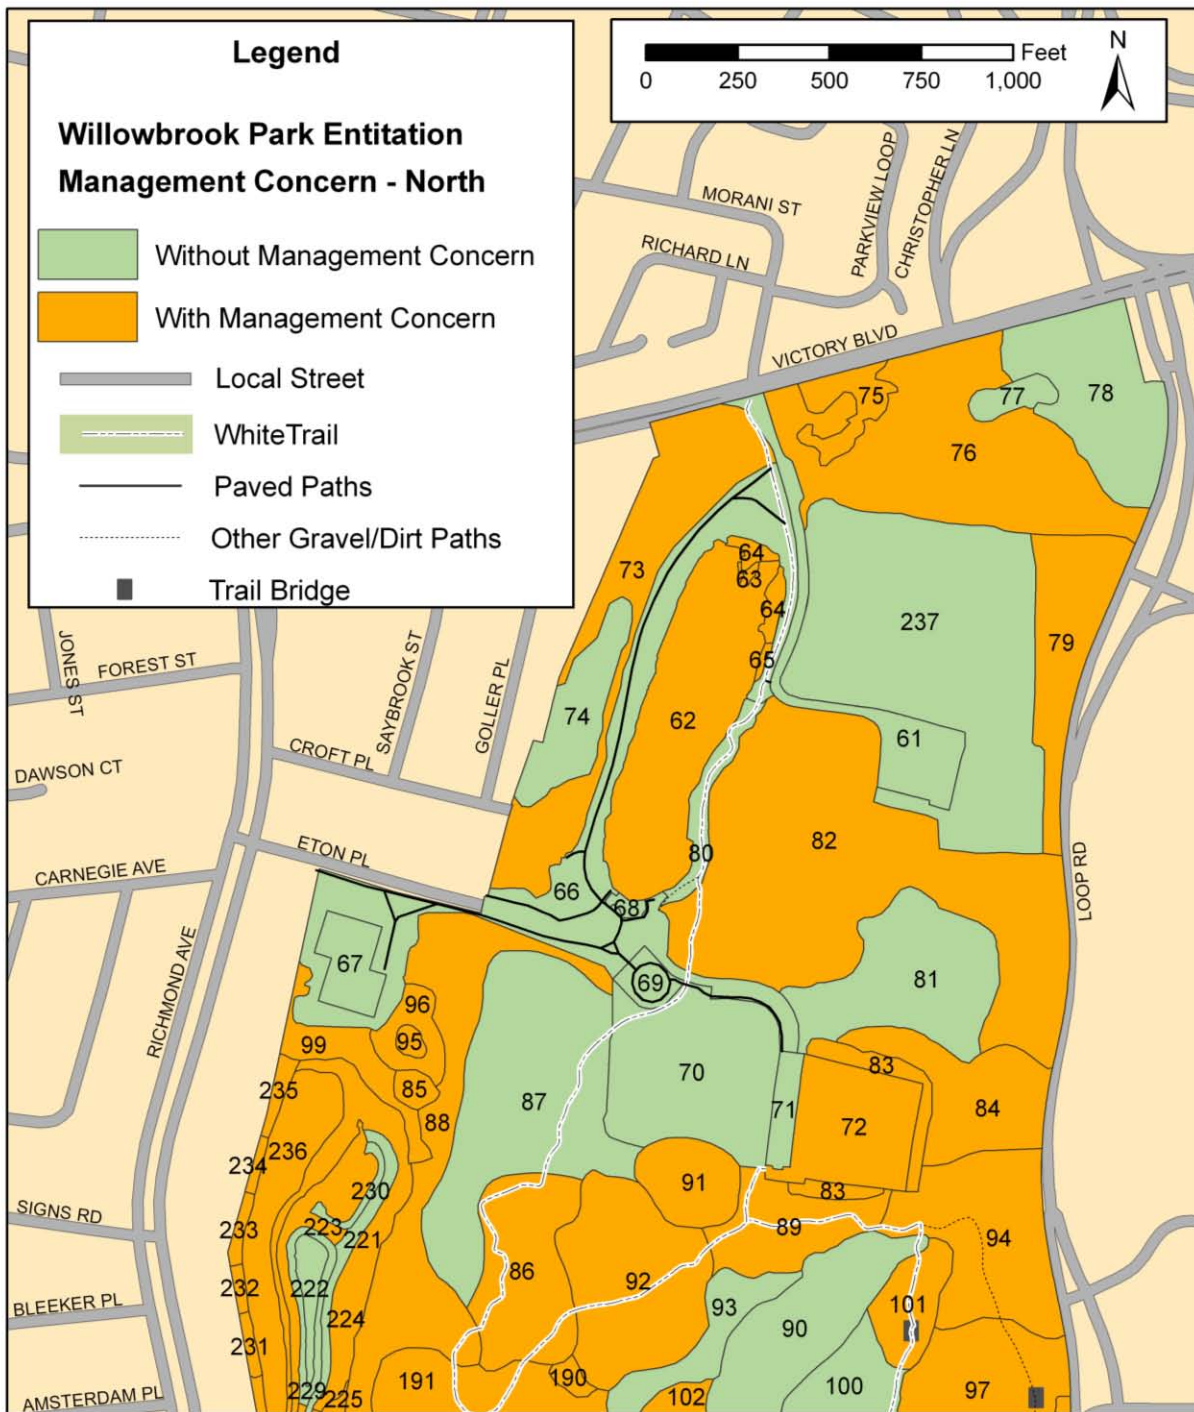 Legend
Willowbrook Park Entitation
Management Concern - North
Without Management Concern
With Management Concern
Local Street
WhiteTrail
Paved Paths
Other Gravel/Dirt Paths
Trail Bridge
Feet
0 250 500 750 1,000
N
MORANI ST
RICHARD LN
PARKVIEW LOOP
CHRISTOPHER LN
VICTORY BLVD
JONES ST
FOREST ST
SAYBROOK ST
GOLLER PL
CROFT PL
DAWSON CT
ETON PL
CARNEGIE AVE
RICHMOND AVE
LOOP RD
SIGNS RD
BLEEKER PL
AMSTERDAM PL
75
77
78
76
64
63
73
64
237
79
65
74
62
61
82
80
66
68
67
69
81
96
95
99
83
70
85
235
87
71
84
88
72
236
234
91
230
83
223
233
221
89
94
86
92
222
232
101
93
224
90
231
190
191
100
97
229
225
102